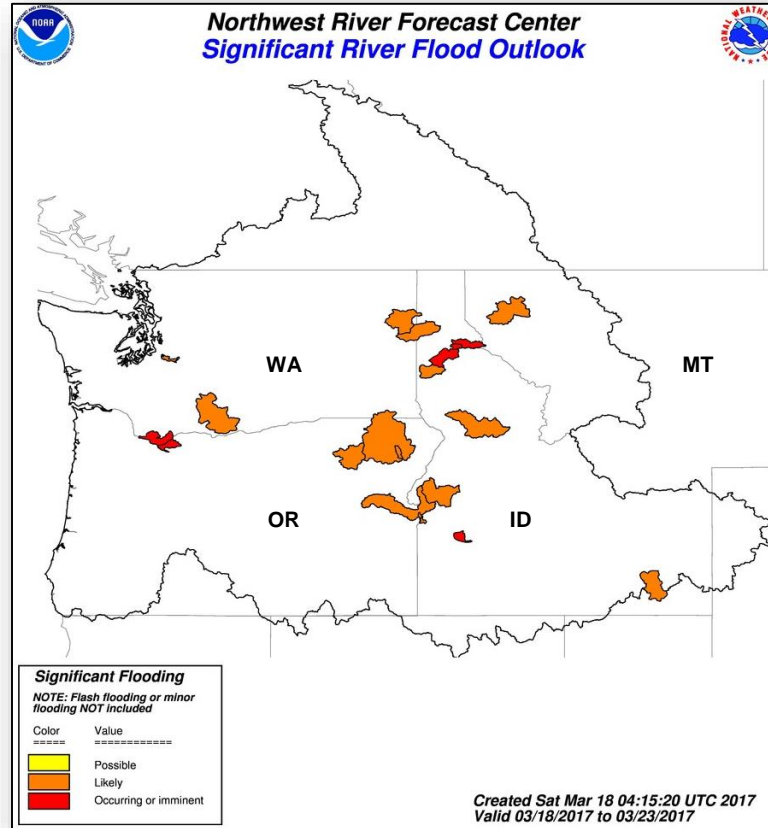 Northwest River Forecast Center
Significant River Flood Outlook
NOAA
WA
MT
OR
ID
Significant Flooding
NOTE: Flash flooding or minor
flooding NOT included
Color Value
===== ============
Possible
Likely
Occurring or imminent
Created Sat Mar 18 04:15:20 UTC 2017
Valid 03/18/2017 to 03/23/2017